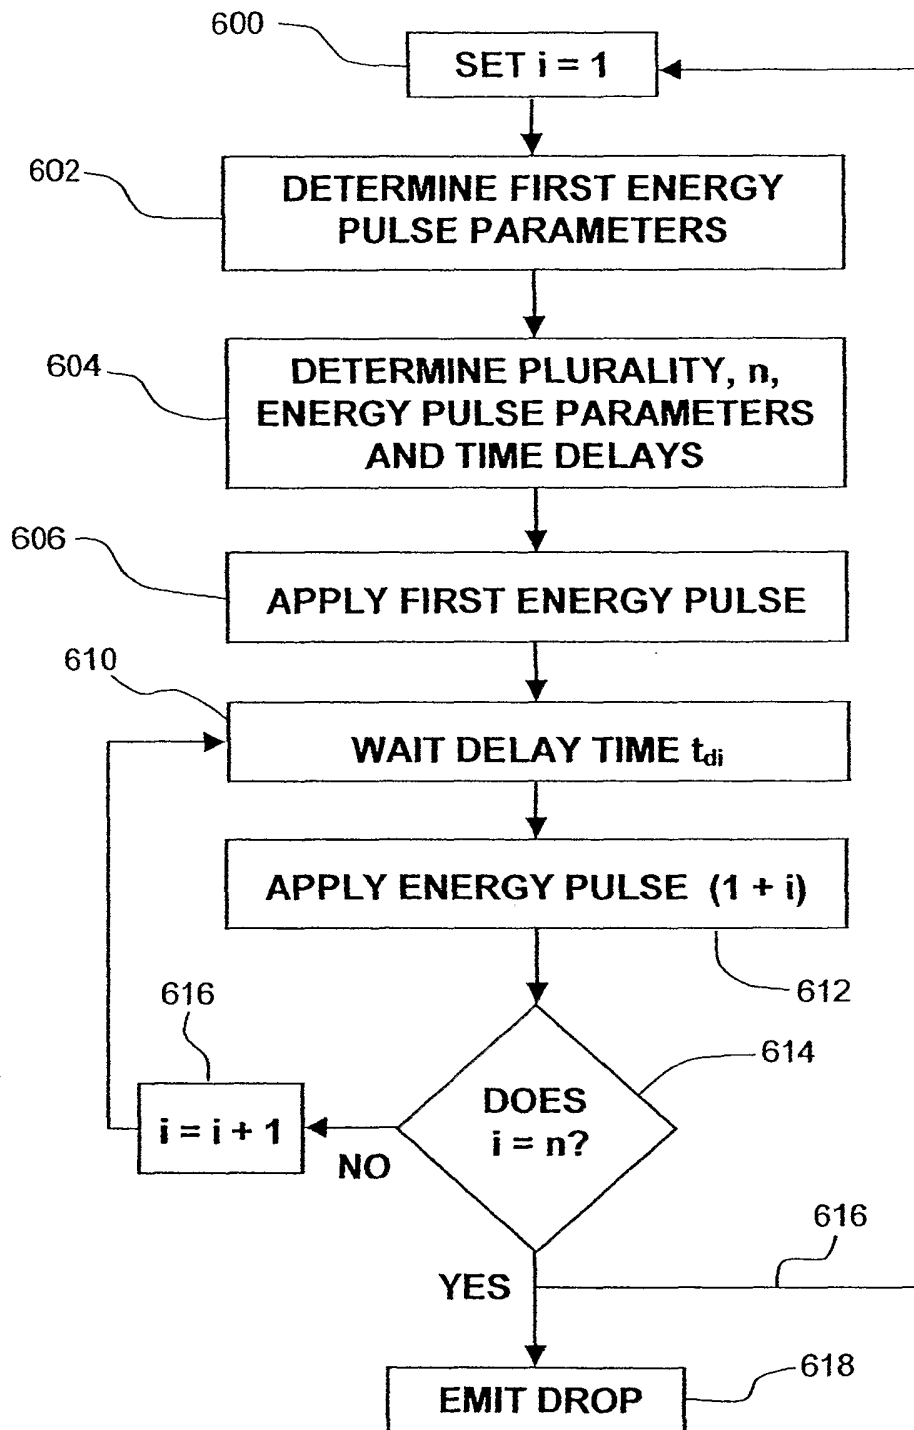 600
SET i = 1
602
DETERMINE FIRST ENERGY
PULSE PARAMETERS
604
DETERMINE PLURALITY, n,
ENERGY PULSE PARAMETERS
AND TIME DELAYS
606
APPLY FIRST ENERGY PULSE
610
WAIT DELAY TIME tdi
APPLY ENERGY PULSE (1 + i)
612
616
614
DOES
i = n?
i = i + 1
NO
616
YES
618
EMIT DROP